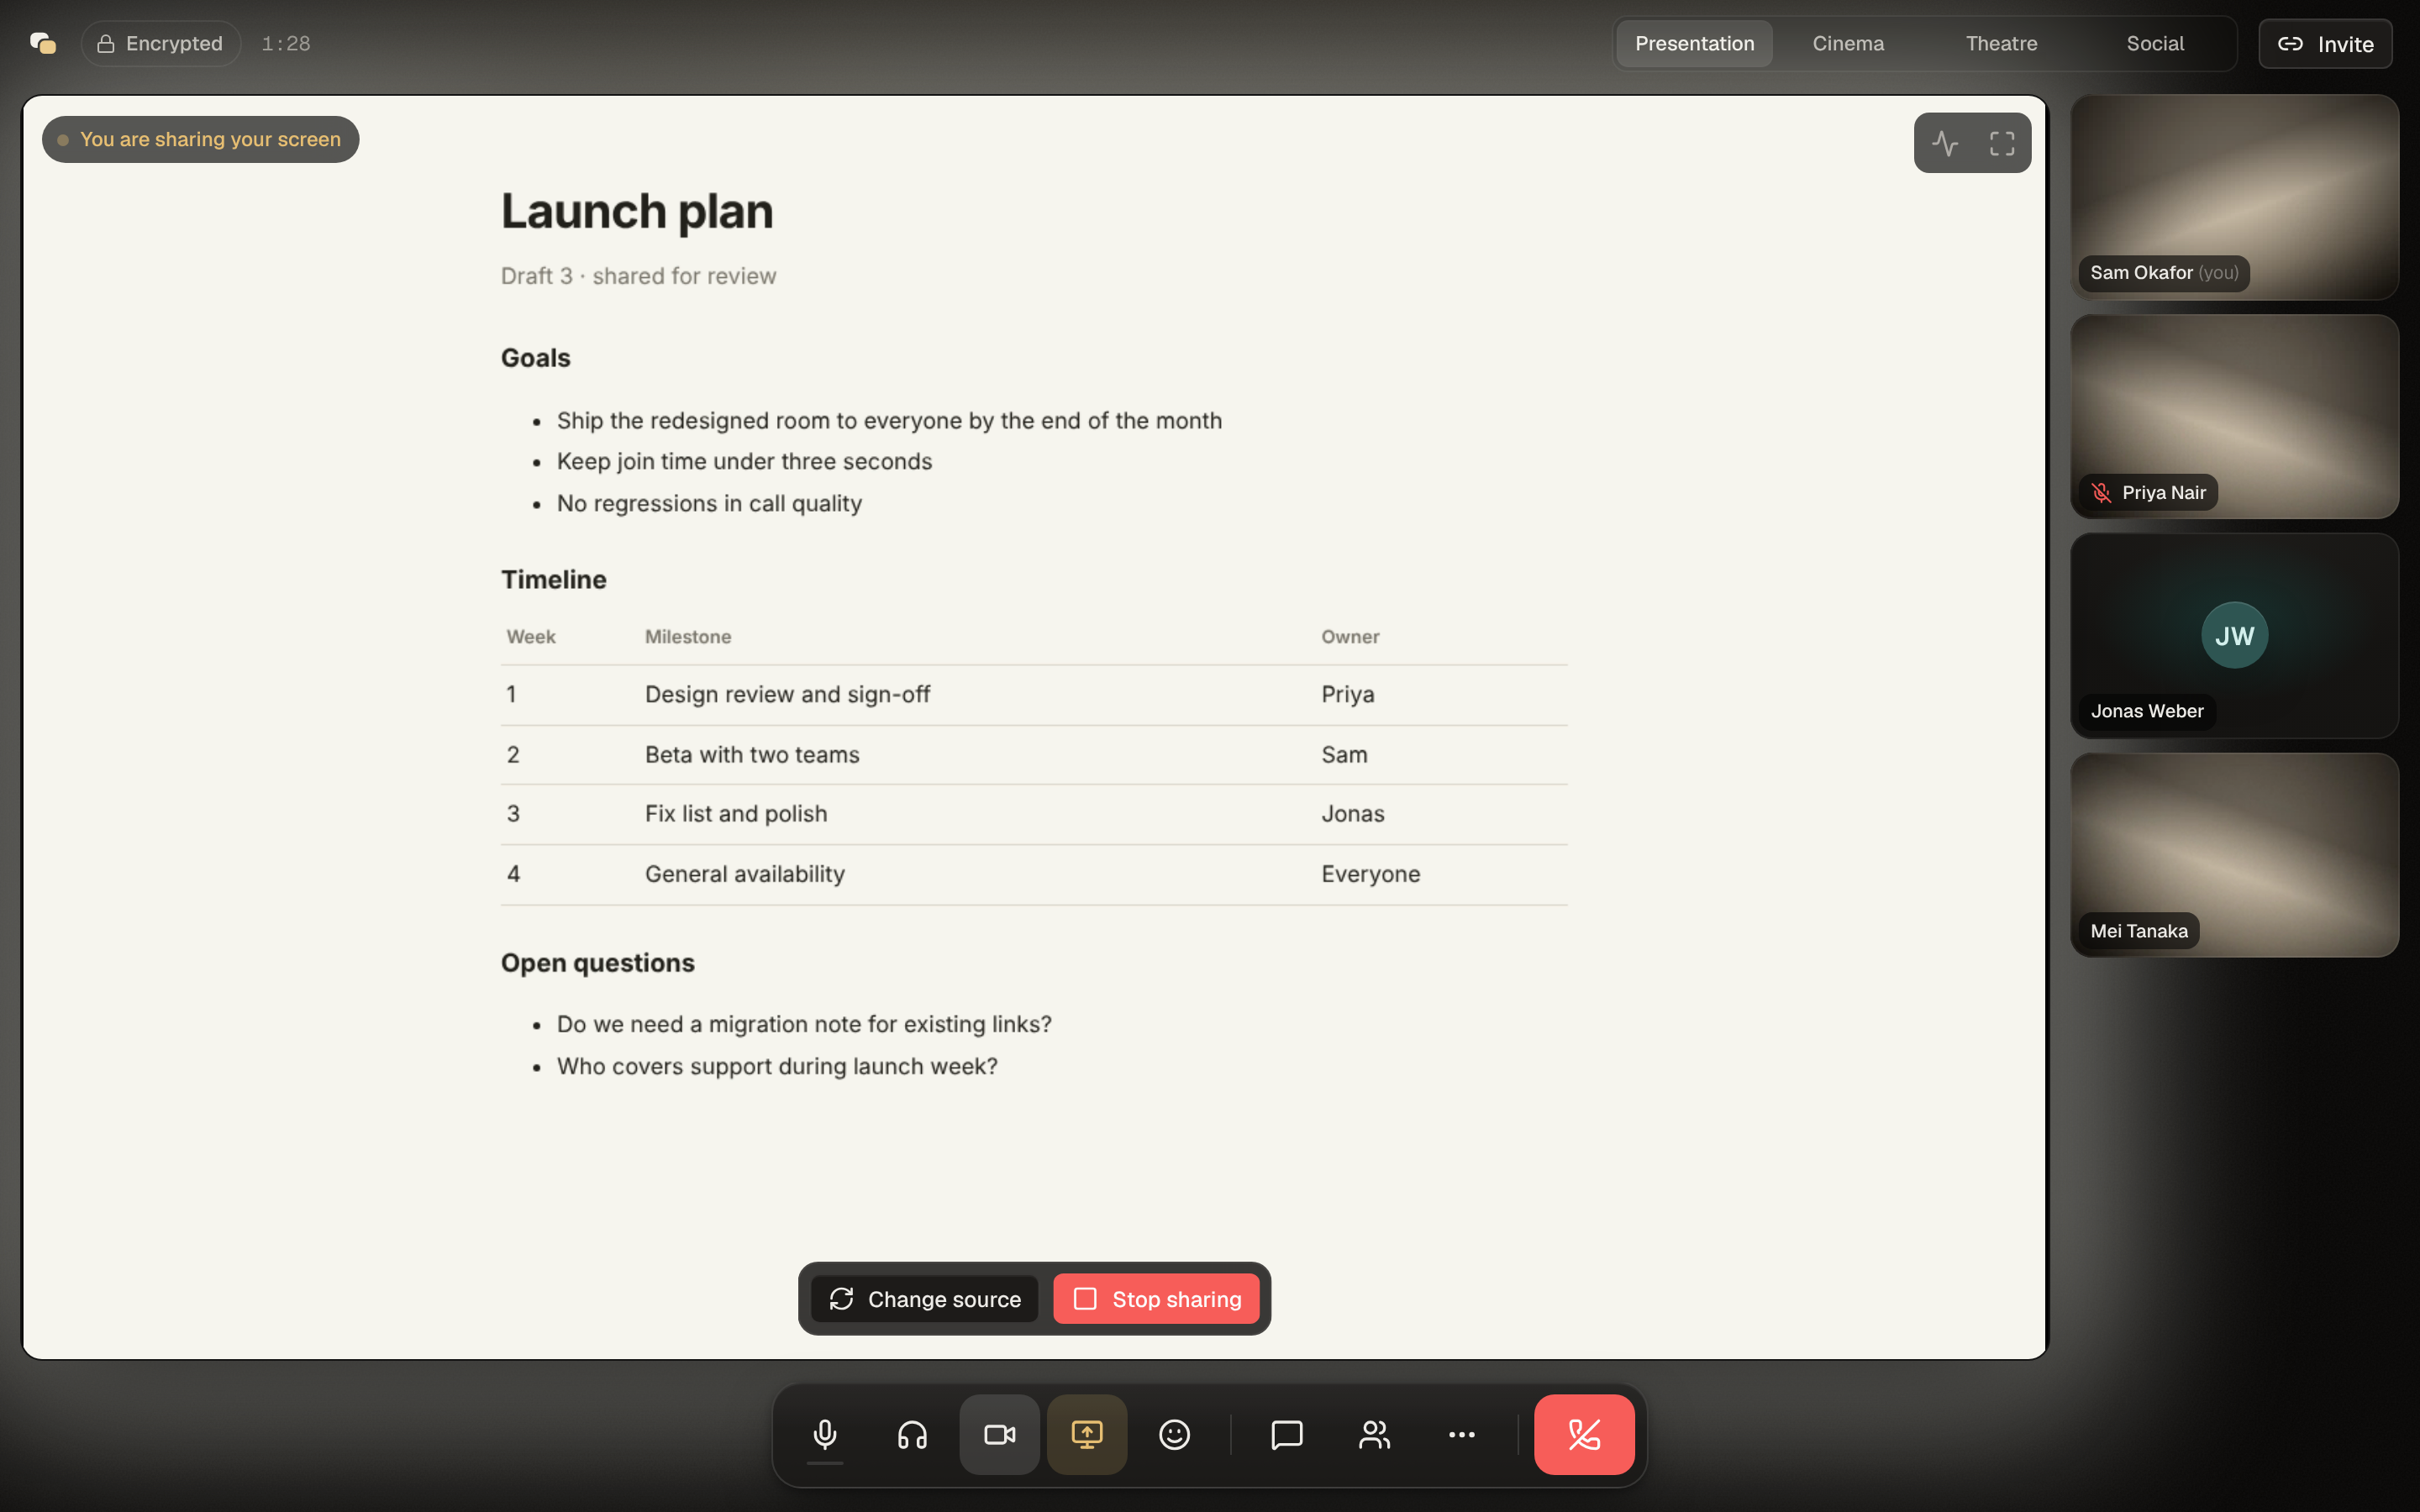 Encrypted
1:28
Presentation
Cinema
Theatre
Social
Invite
You are sharing your screen
Launch plan
Draft 3 · shared for review
Goals
• Ship the redesigned room to everyone by the end of the month
• Keep join time under three seconds
• No regressions in call quality
Timeline
Week Milestone Owner
1 Design review and sign-off Priya
2 Beta with two teams Sam
3 Fix list and polish Jonas
4 General availability Everyone
Open questions
• Do we need a migration note for existing links?
• Who covers support during launch week?
Change source
Stop sharing
Sam Okafor (you)
Priya Nair
JW
Jonas Weber
Mei Tanaka